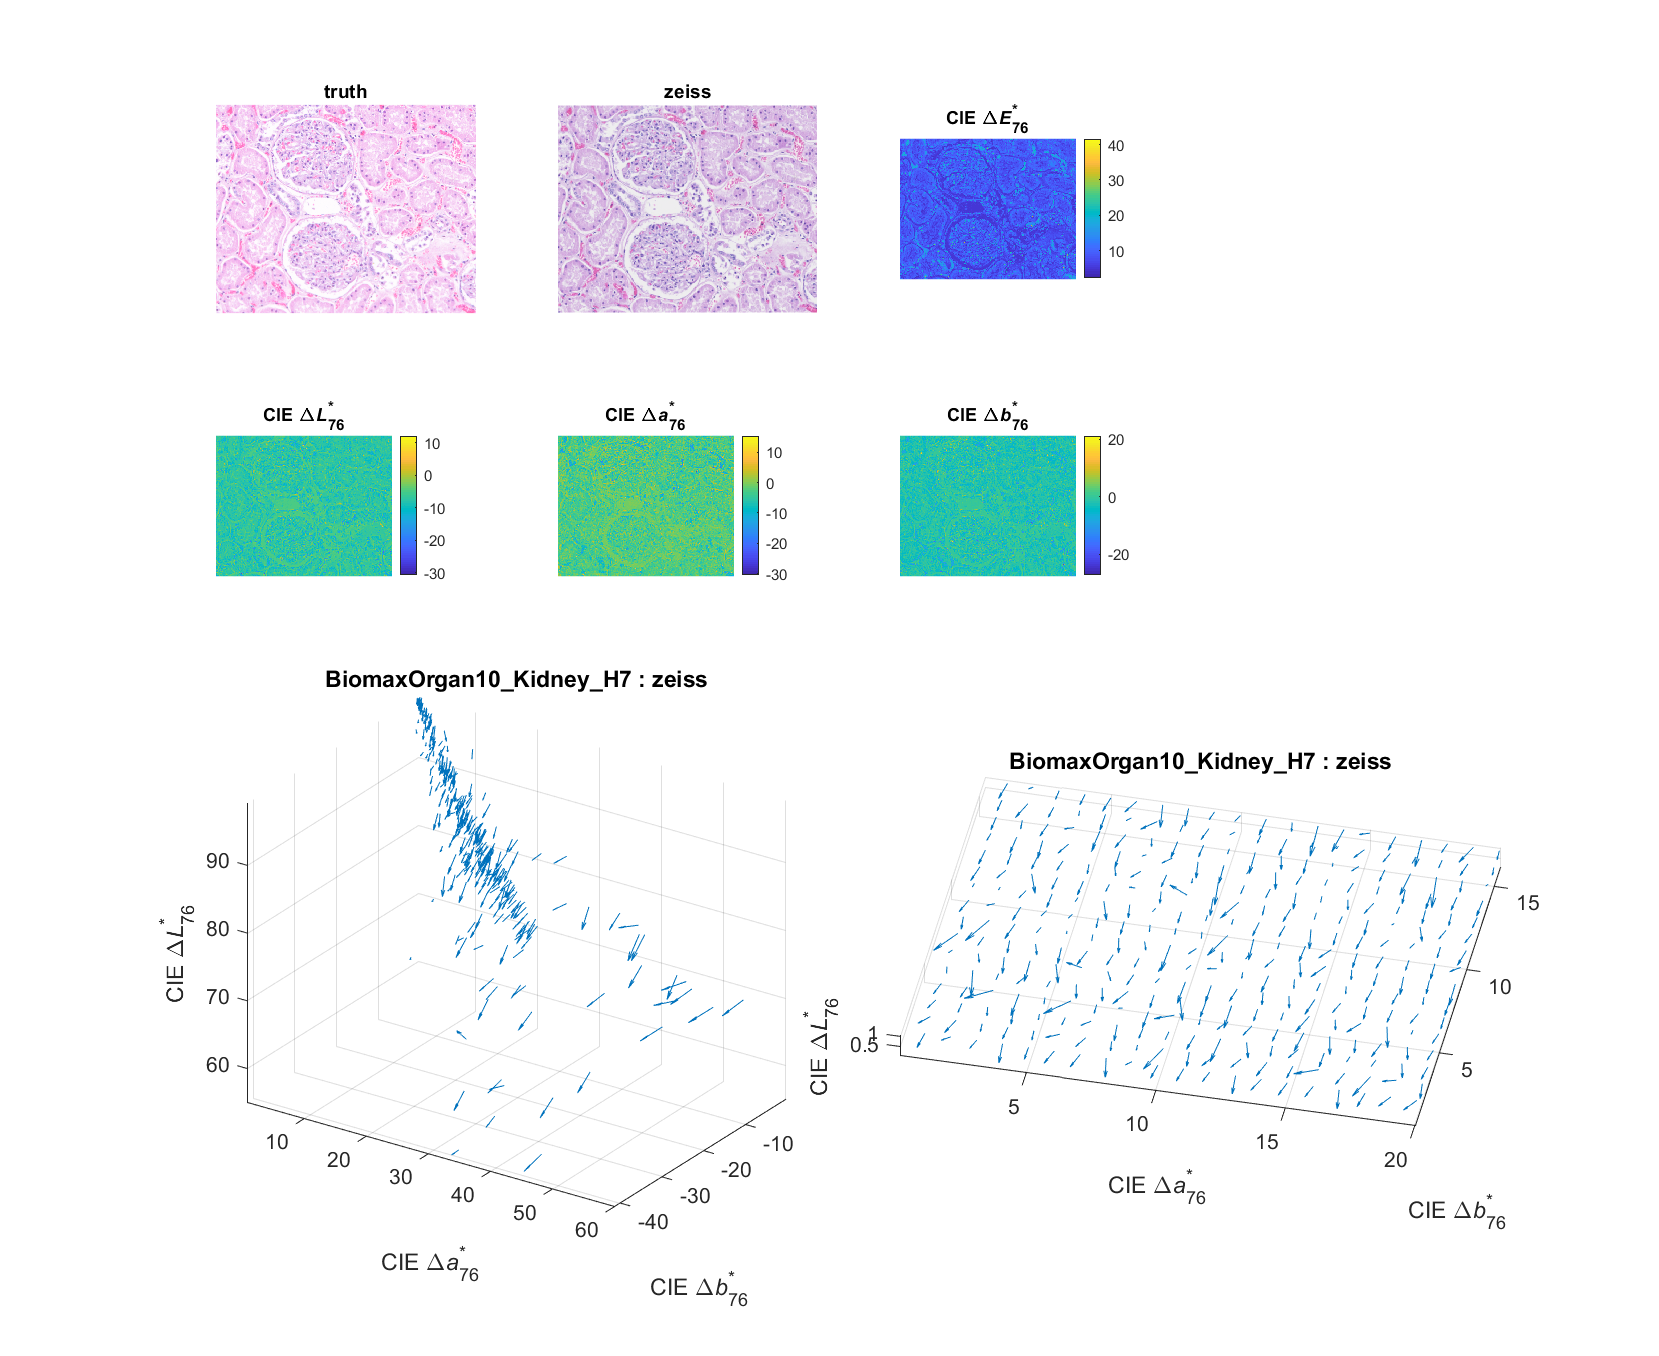 truth
zeiss
CIE ΔE*76
40
30
20
10
CIE ΔL*76
10
0
-10
-20
-30
CIE Δa*76
10
0
-10
-20
-30
CIE Δb*76
20
0
-20
BiomaxOrgan10_Kidney_H7 : zeiss
90
80
70
60
CIE ΔL*76
10
20
30
40
50
60
CIE Δa*76
-10
-20
-30
-40
CIE Δb*76
BiomaxOrgan10_Kidney_H7 : zeiss
1
0.5
CIE ΔL*76
5
10
15
20
CIE Δa*76
15
10
5
CIE Δb*76